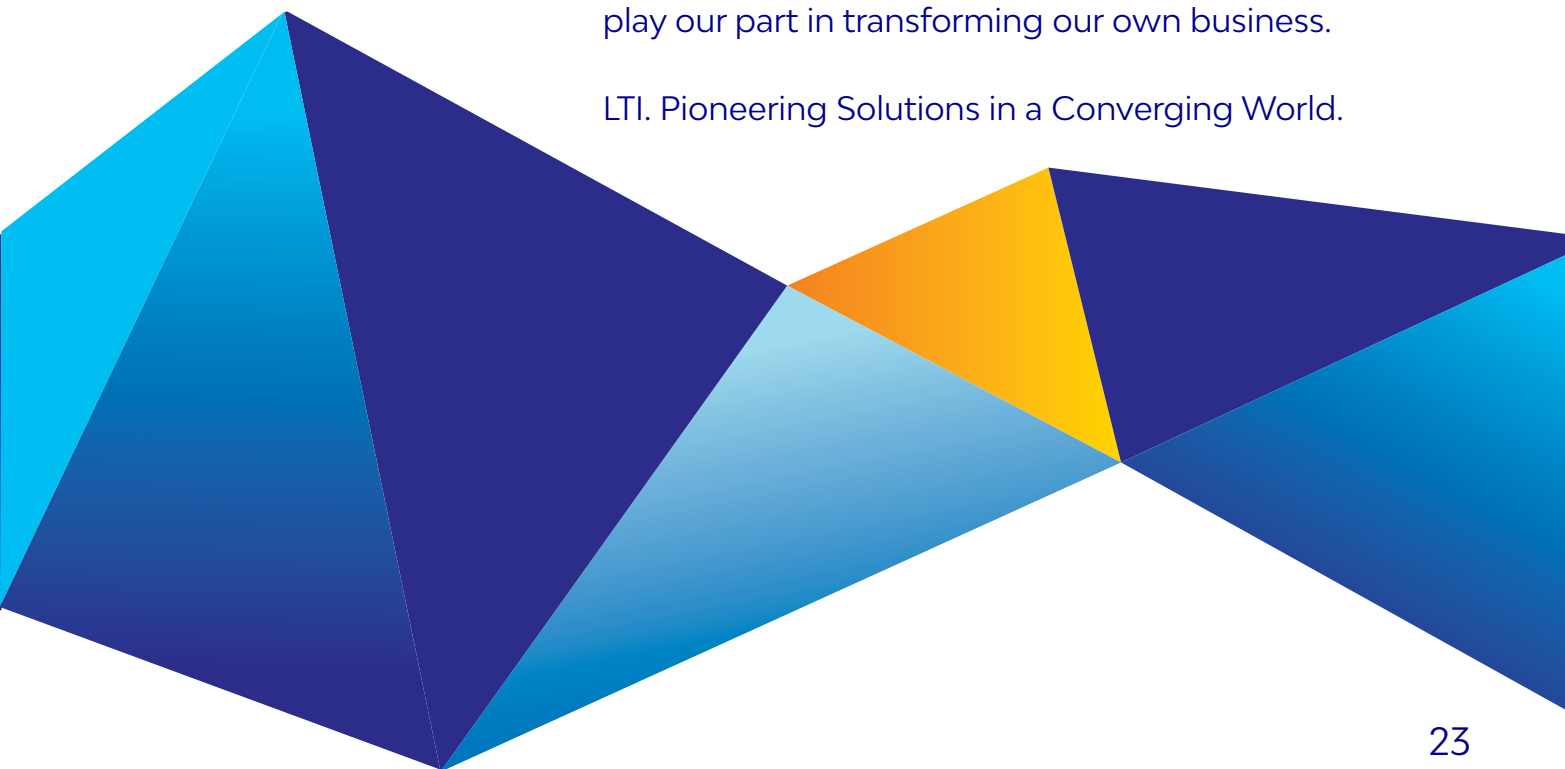 play our part in transforming our own business.
LTI. Pioneering Solutions in a Converging World.
23